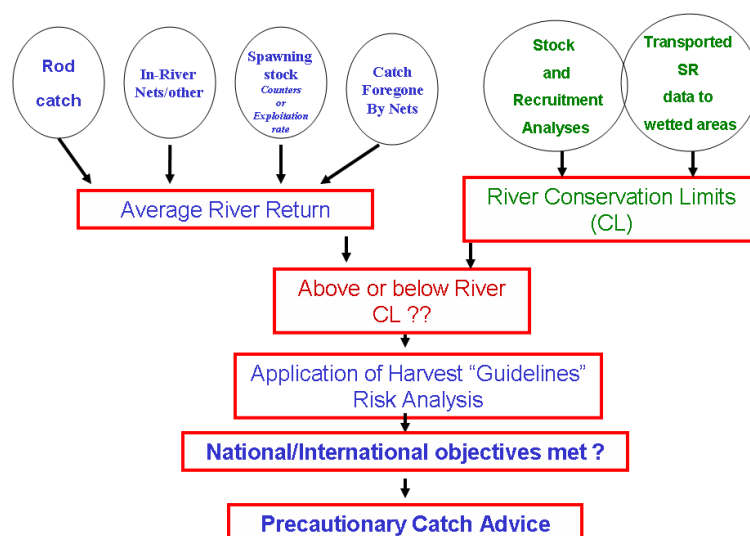 Rod
catch
In-River
Nets/other
Spawning
stock
Counters
or
Exploitation
rate
Catch
Foregone
By Nets
Stock
and
Recruitment
Analyses
Transported
SR
data to
wetted areas
Average River Return
River Conservation Limits
(CL)
Above or below River
CL ??
Application of Harvest “Guidelines”
Risk Analysis
National/International objectives met ?
Precautionary Catch Advice